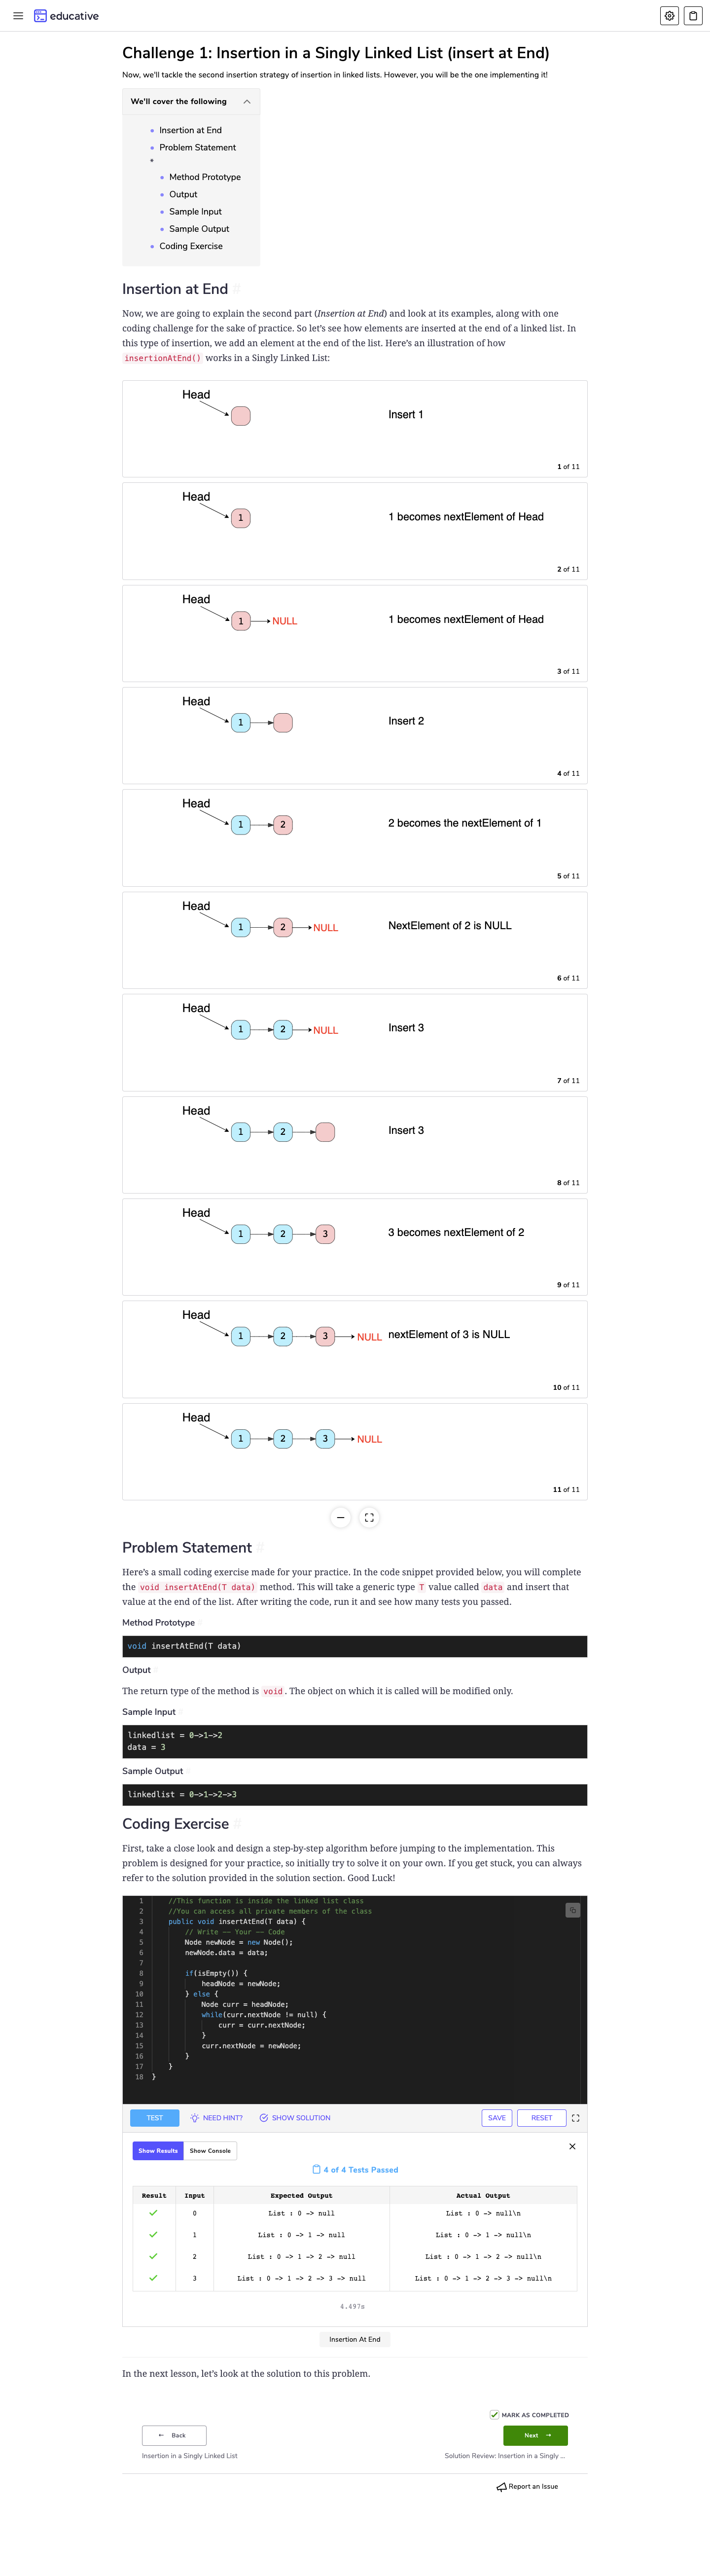 educative
Challenge 1: Insertion in a Singly Linked List (insert at End)
Now, we'll tackle the second insertion strategy of insertion in linked lists. However, you will be the one implementing it!
We'll cover the following
Insertion at End
Problem Statement
Method Prototype
Output
Sample Input
Sample Output
Coding Exercise
Insertion at End #
Now, we are going to explain the second part (Insertion at End) and look at its examples, along with one
coding challenge for the sake of practice. So let's see how elements are inserted at the end of a linked list. In
this type of insertion, we add an element at the end of the list. Here's an illustration of how
insertionAtEnd() works in a Singly Linked List:
Head
Insert 1
1 of 11
Head
1
1 becomes nextElement of Head
2 of 11
Head
1 NULL
1 becomes nextElement of Head
3 of 11
Head
1
Insert 2
4 of 11
Head
1 2
2 becomes the nextElement of 1
5 of 11
Head
1 2 NULL
NextElement of 2 is NULL
6 of 11
Head
1 2 NULL
Insert 3
7 of 11
Head
1 2
Insert 3
8 of 11
Head
1 2 3
3 becomes nextElement of 2
9 of 11
Head
1 2 3 NULL
nextElement of 3 is NULL
10 of 11
Head
1 2 3 NULL
11 of 11
Problem Statement #
Here's a small coding exercise made for your practice. In the code snippet provided below, you will complete
the void insertAtEnd(T data) method. This will take a generic type T value called data and insert that
value at the end of the list. After writing the code, run it and see how many tests you passed.
Method Prototype #
void insertAtEnd(T data)
Output #
The return type of the method is void. The object on which it is called will be modified only.
Sample Input
linkedlist = 0->1->2
data = 3
Sample Output #
linkedlist = 0->1->2->3
Coding Exercise #
First, take a close look and design a step-by-step algorithm before jumping to the implementation. This
problem is designed for your practice, so initially try to solve it on your own. If you get stuck, you can always
refer to the solution provided in the solution section. Good Luck!
1 //This function is inside the linked list class
2 //You can access all private members of the class
3 public void insertAtEnd(T data) {
4 // Write -- Your -- Code
5 Node newNode = new Node();
6 newNode.data = data;
7
8 if(isEmpty()) {
9 headNode = newNode;
10 } else {
11 Node curr = headNode;
12 while(curr.nextNode != null) {
13 curr = curr.nextNode;
14 }
15 curr.nextNode = newNode;
16 }
17 }
18 }
TEST NEED HINT? SHOW SOLUTION SAVE RESET
Show Results Show Console
4 of 4 Tests Passed
Result Input Expected Output Actual Output
0 List : 0 -> null List : 0 -> null\n
1 List : 0 -> 1 -> null List : 0 -> 1 -> null\n
2 List : 0 -> 1 -> 2 -> null List : 0 -> 1 -> 2 -> null\n
3 List : 0 -> 1 -> 2 -> 3 -> null List : 0 -> 1 -> 2 -> 3 -> null\n
4.497s
Insertion At End
In the next lesson, let's look at the solution to this problem.
MARK AS COMPLETED
← Back
Next →
Insertion in a Singly Linked List
Solution Review: Insertion in a Singly ...
Report an Issue